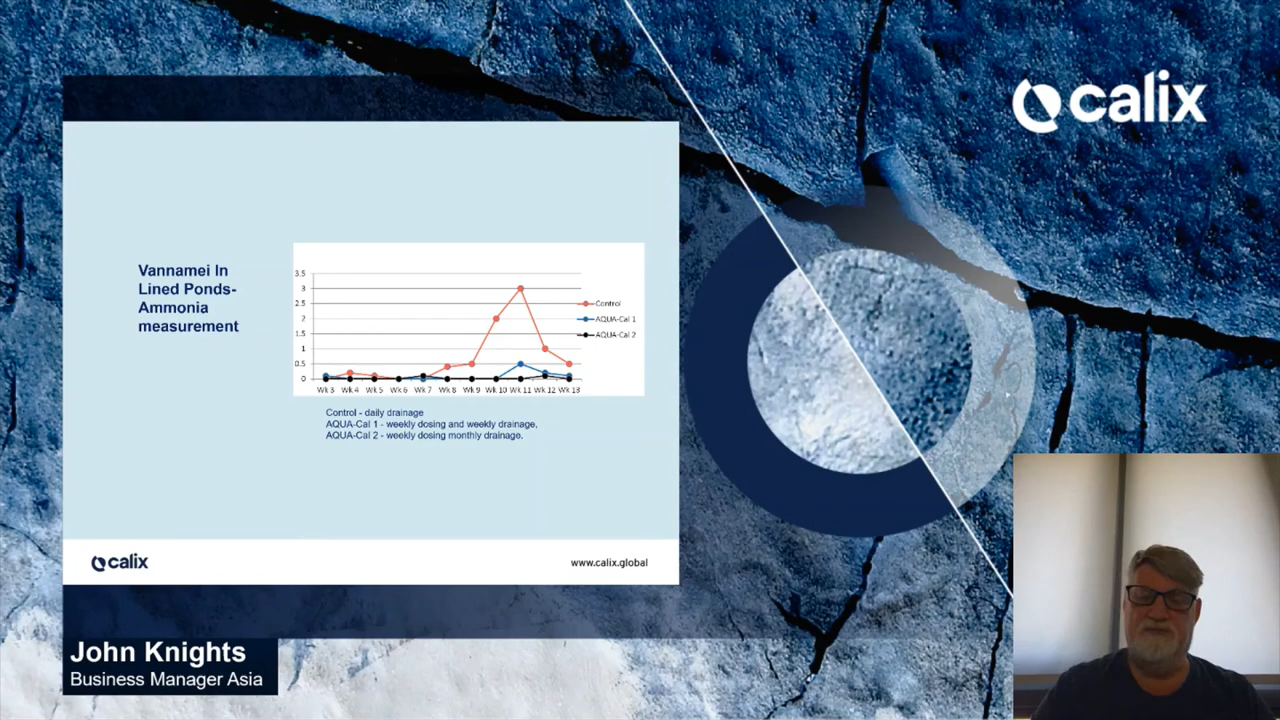 calix
Vannamei In
Lined Ponds-
Ammonia
measurement
3.5
3
2.5
2
1.5
1
0.5
0
Wk 3 Wk 4 Wk 5 Wk 6 Wk 7 Wk 8 Wk 9 Wk 10 Wk 11 Wk 12 Wk 13
Control
AQUA-Cal 1
AQUA-Cal 2
Control - daily drainage
AQUA-Cal 1 - weekly dosing and weekly drainage,
AQUA-Cal 2 - weekly dosing monthly drainage.
calix
www.calix.global
John Knights
Business Manager Asia